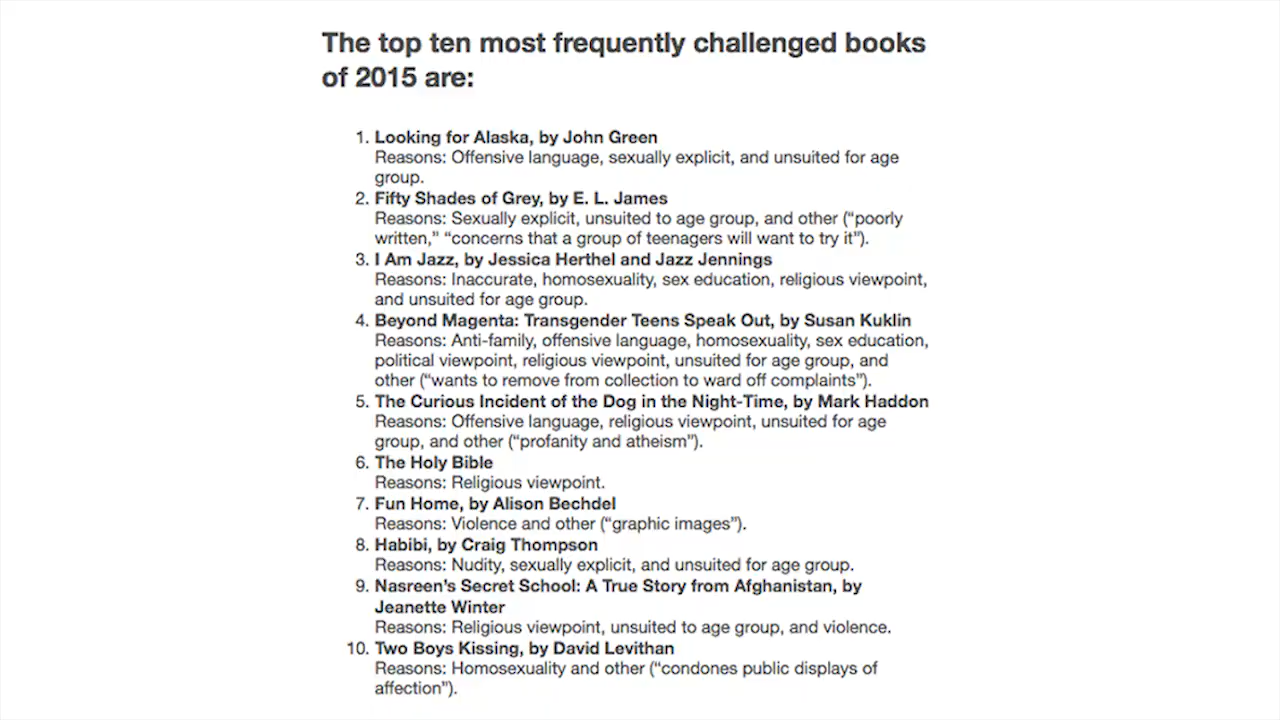 The top ten most frequently challenged books
of 2015 are:
1. Looking for Alaska, by John Green
Reasons: Offensive language, sexually explicit, and unsuited for age
group.
2. Fifty Shades of Grey, by E. L. James
Reasons: Sexually explicit, unsuited to age group, and other (“poorly
written,” “concerns that a group of teenagers will want to try it”).
3. I Am Jazz, by Jessica Herthel and Jazz Jennings
Reasons: Inaccurate, homosexuality, sex education, religious viewpoint,
and unsuited for age group.
4. Beyond Magenta: Transgender Teens Speak Out, by Susan Kuklin
Reasons: Anti-family, offensive language, homosexuality, sex education,
political viewpoint, religious viewpoint, unsuited for age group, and
other (“wants to remove from collection to ward off complaints”).
5. The Curious Incident of the Dog in the Night-Time, by Mark Haddon
Reasons: Offensive language, religious viewpoint, unsuited for age
group, and other (“profanity and atheism”).
6. The Holy Bible
Reasons: Religious viewpoint.
7. Fun Home, by Alison Bechdel
Reasons: Violence and other (“graphic images”).
8. Habibi, by Craig Thompson
Reasons: Nudity, sexually explicit, and unsuited for age group.
9. Nasreen’s Secret School: A True Story from Afghanistan, by
Jeanette Winter
Reasons: Religious viewpoint, unsuited to age group, and violence.
10. Two Boys Kissing, by David Levithan
Reasons: Homosexuality and other (“condones public displays of
affection”).